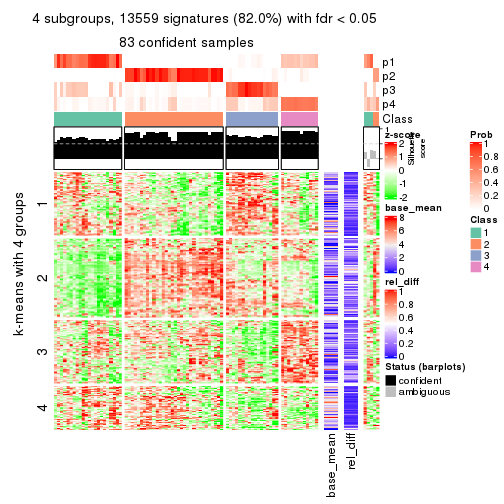 4 subgroups, 13559 signatures (82.0%) with fdr < 0.05
83 confident samples
p1
p2
p3
p4
Class
1
Silhouette
score
k-means with 4 groups
1
2
3
4
base_mean
rel_diff
z-score
2
1
0
-1
-2
base_mean
8
6
4
2
0
rel_diff
1
0.8
0.6
0.4
0.2
0
Status (barplots)
confident
ambiguous
Prob
1
0.8
0.6
0.4
0.2
0
Class
1
2
3
4